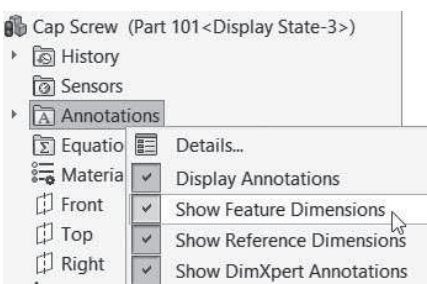 Cap Screw (Part 101<Display State-3>)
History
Sensors
Annotations
Equatio
Details...
Materia
Display Annotations
Front
Show Feature Dimensions
Top
Show Reference Dimensions
Right
Show DimXpert Annotations